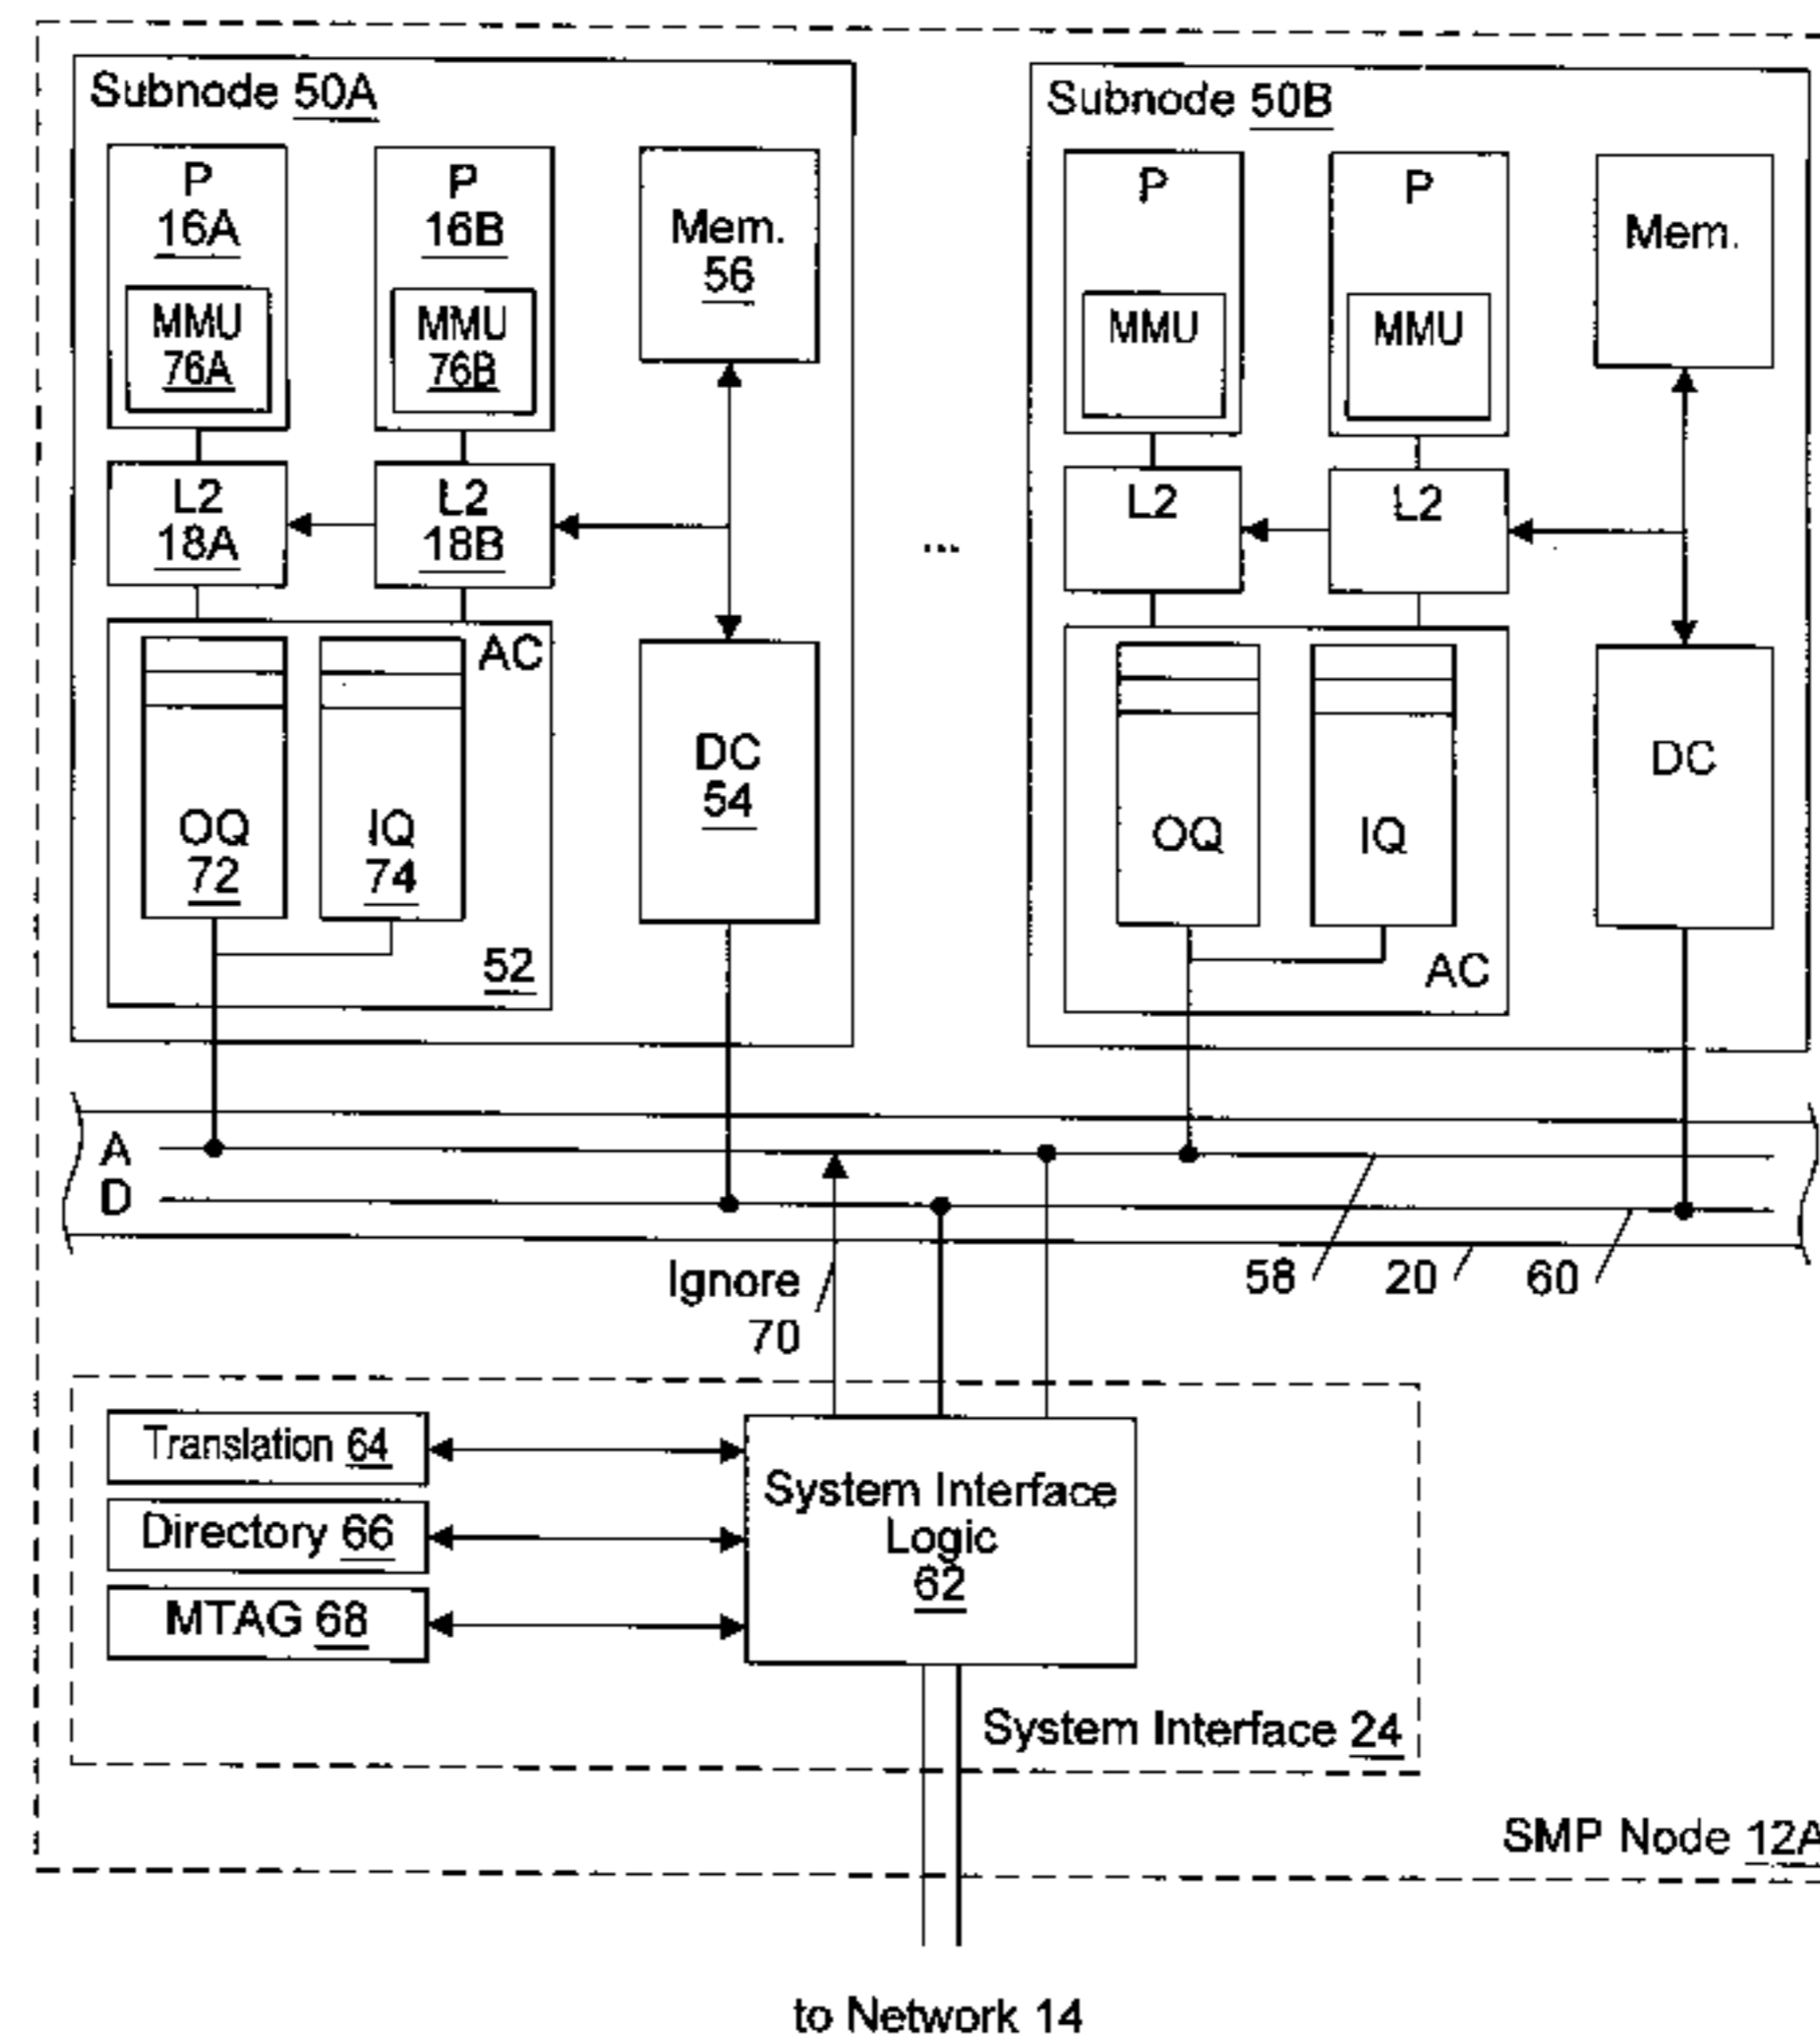 Subnode 50A
Subnode 50B
P
16A
P
16B
Mem.
56
MMU
76A
MMU
76B
P
P
Mem.
MMU
MMU
L2
18A
L2
18B
...
L2
L2
AC
OQ
72
IQ
74
52
DC
54
OQ
IQ
AC
DC
A
D
Ignore
70
58
20
60
Translation 64
Directory 66
MTAG 68
System Interface
Logic
62
System Interface 24
SMP Node 12A
to Network 14